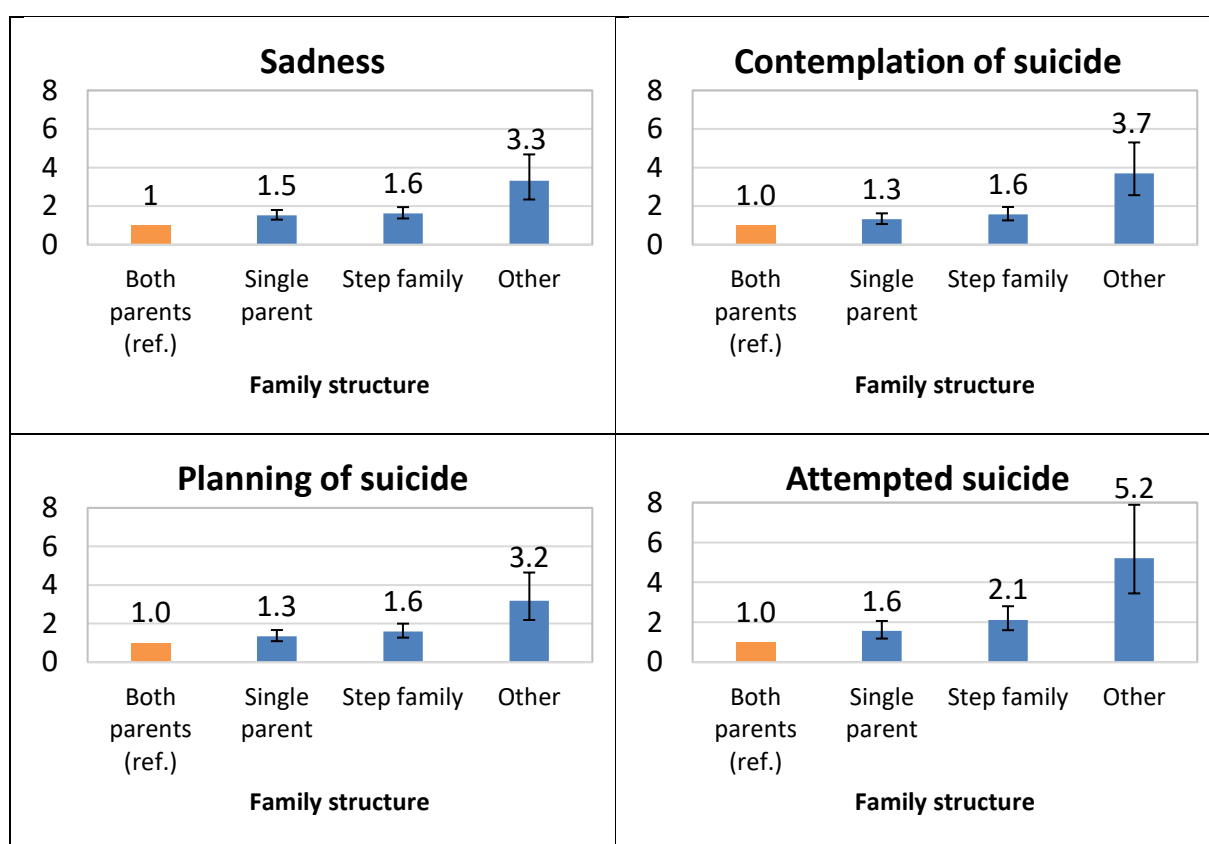 Sadness
8
6
4
2
0
1
1.5
1.6
3.3
Both parents (ref.)
Single parent
Step family
Other
Family structure
Contemplation of suicide
8
6
4
2
0
1.0
1.3
1.6
3.7
Both parents (ref.)
Single parent
Step family
Other
Family structure
Planning of suicide
8
6
4
2
0
1.0
1.3
1.6
3.2
Both parents (ref.)
Single parent
Step family
Other
Family structure
Attempted suicide
8
6
4
2
0
1.0
1.6
2.1
5.2
Both parents (ref.)
Single parent
Step family
Other
Family structure